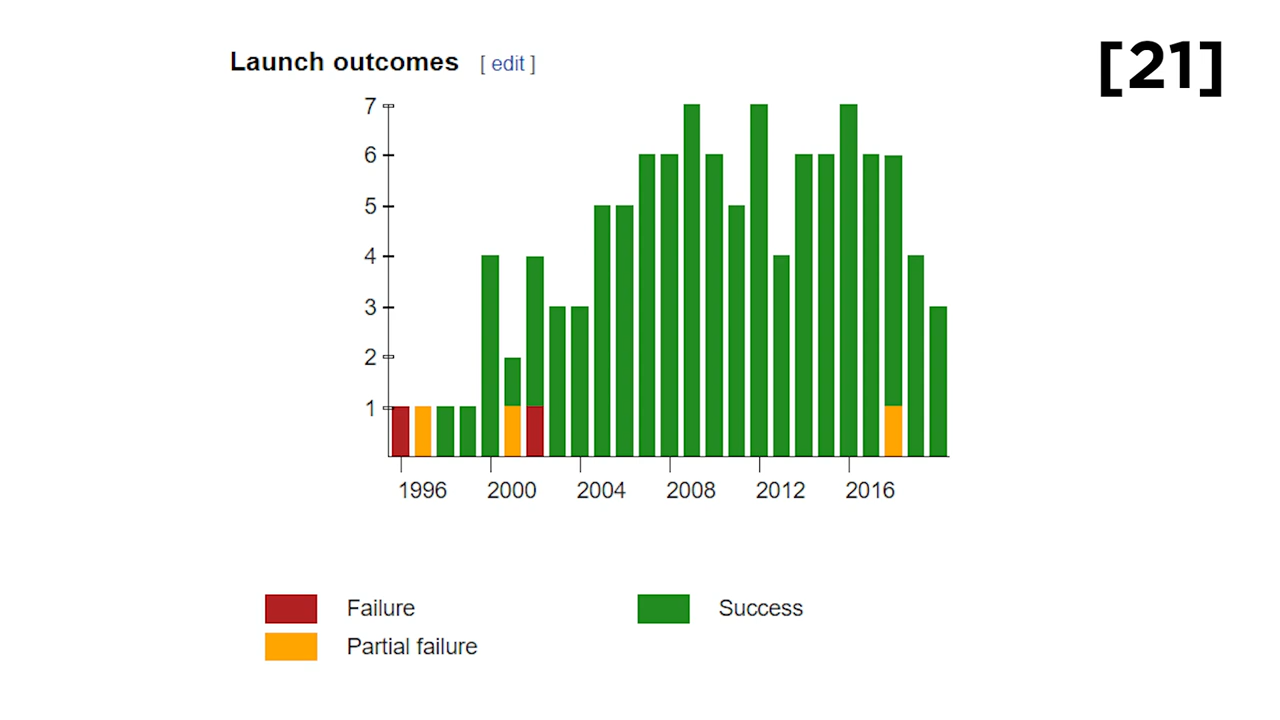 Launch outcomes [ edit ]
[21]
7
6
5
4
3
2
1
1996 2000 2004 2008 2012 2016
Failure
Success
Partial failure